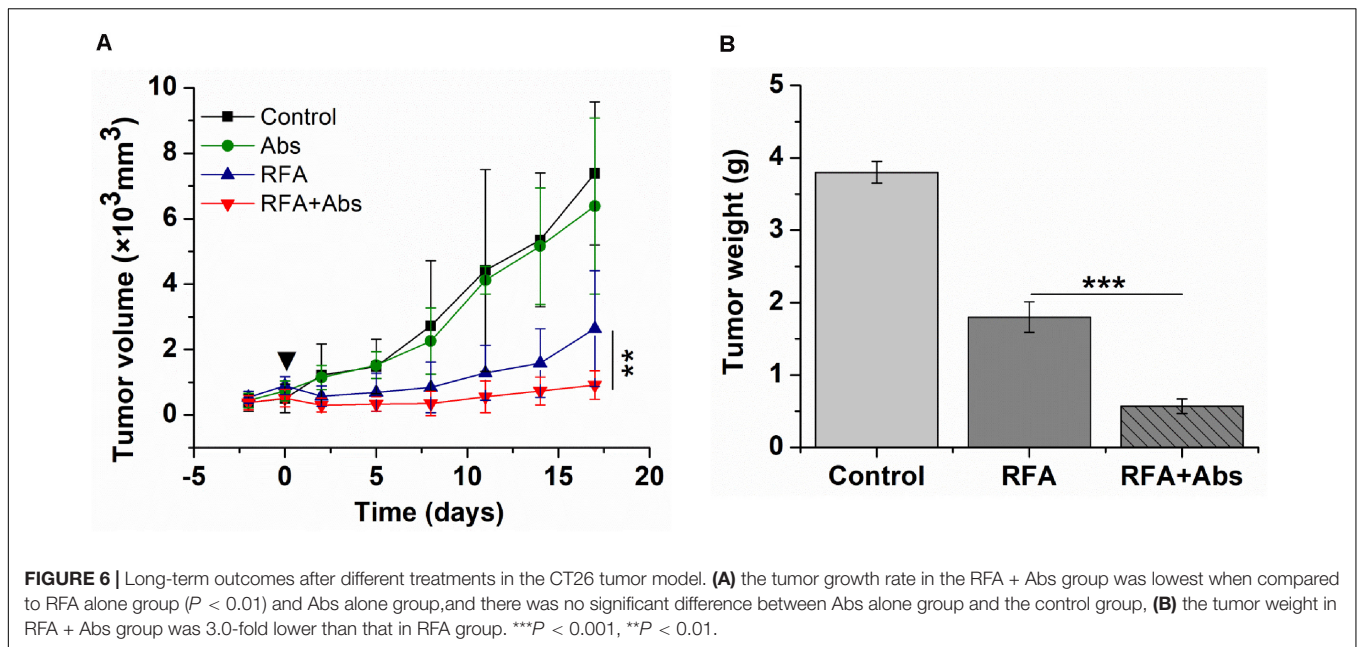 A
Tumor volume (×10³mm³)
10
8
6
4
2
0
Control
Abs
RFA
RFA+Abs
**
-5 0 5 10 15 20
Time (days)
B
Tumor weight (g)
5
4
3
2
1
0
***
Control RFA RFA+Abs
FIGURE 6 | Long-term outcomes after different treatments in the CT26 tumor model. (A) the tumor growth rate in the RFA + Abs group was lowest when compared
to RFA alone group (P < 0.01) and Abs alone group,and there was no significant difference between Abs alone group and the control group, (B) the tumor weight in
RFA + Abs group was 3.0-fold lower than that in RFA group. ***P < 0.001, **P < 0.01.